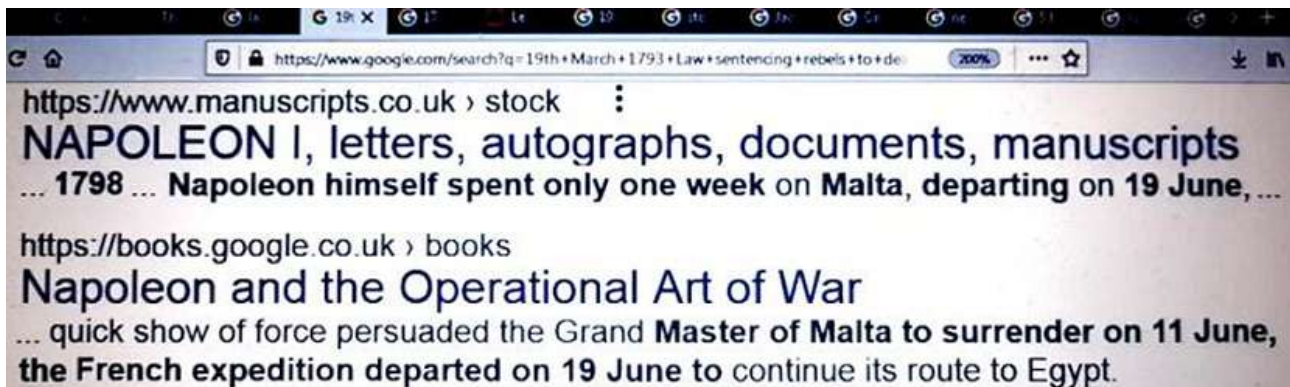 https://www.google.com/search?q=19th+March+1793+Law+sentencing+rebels+to+de 200%
https://www.manuscripts.co.uk › stock
NAPOLEON I, letters, autographs, documents, manuscripts
... 1798 ... Napoleon himself spent only one week on Malta, departing on 19 June, ...
https://books.google.co.uk › books
Napoleon and the Operational Art of War
... quick show of force persuaded the Grand Master of Malta to surrender on 11 June,
the French expedition departed on 19 June to continue its route to Egypt.